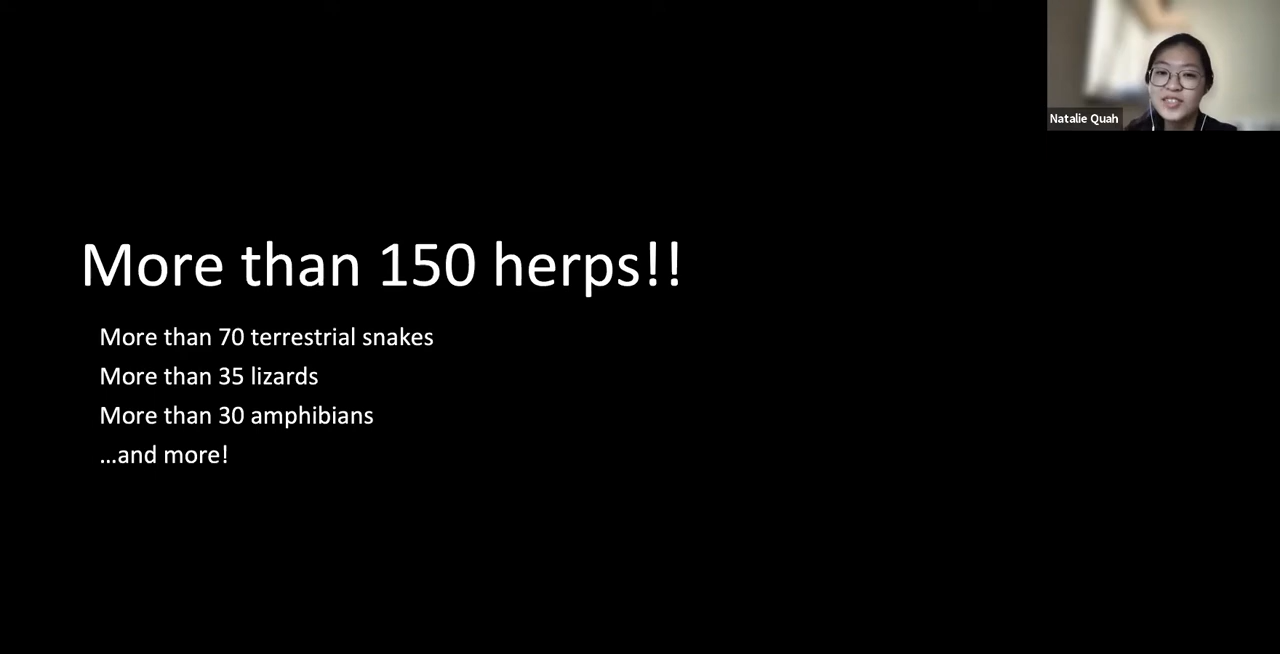 Natalie Quah
More than 150 herps!!
More than 70 terrestrial snakes
More than 35 lizards
More than 30 amphibians
…and more!